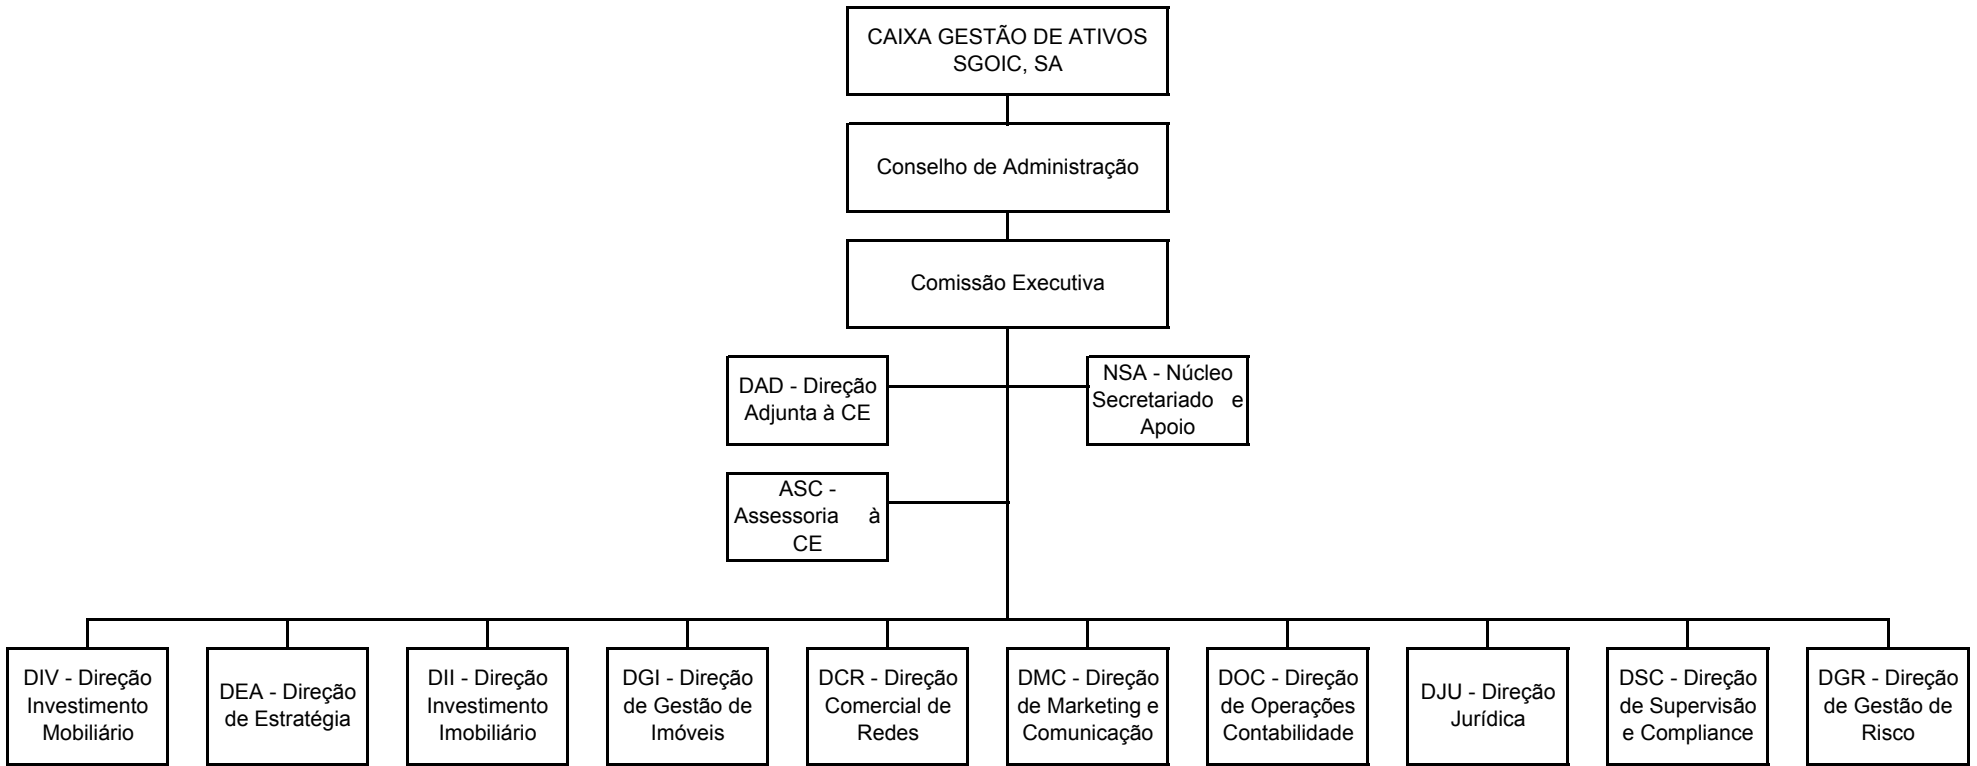 CAIXA GESTÃO DE ATIVOS
SGOIC, SA
Conselho de Administração
Comissão Executiva
DAD - Direção
Adjunta à CE
NSA - Núcleo
Secretariado e
Apoio
ASC -
Assessoria à
CE
DIV - Direção
Investimento
Mobiliário
DEA - Direção
de Estratégia
DII - Direção
Investimento
Imobiliário
DGI - Direção
de Gestão de
Imóveis
DCR - Direção
Comercial de
Redes
DMC - Direção
de Marketing e
Comunicação
DOC - Direção
de Operações
Contabilidade
DJU - Direção
Jurídica
DSC - Direção
de Supervisão
e Compliance
DGR - Direção
de Gestão de
Risco